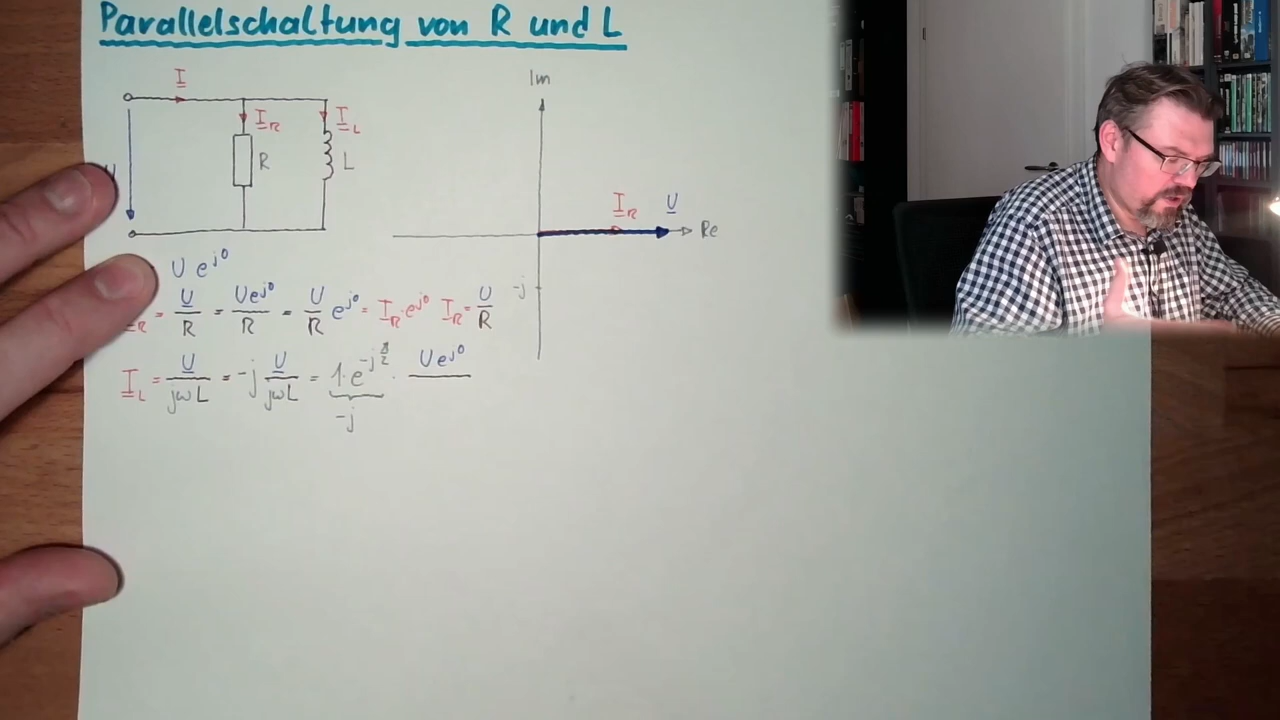 Parallelschaltung von R und L
I
I_R
I_L
R
L
Im
I_R
U
Re
-j
U e^{j0}
I_R = U/R = Ue^{j0}/R = U/R e^{j0} = I_R·e^{j0} I_R = U/R
I_L = U/jωL = -j U/jωL = 1·e^{-j π/2} · Ue^{j0}
-j